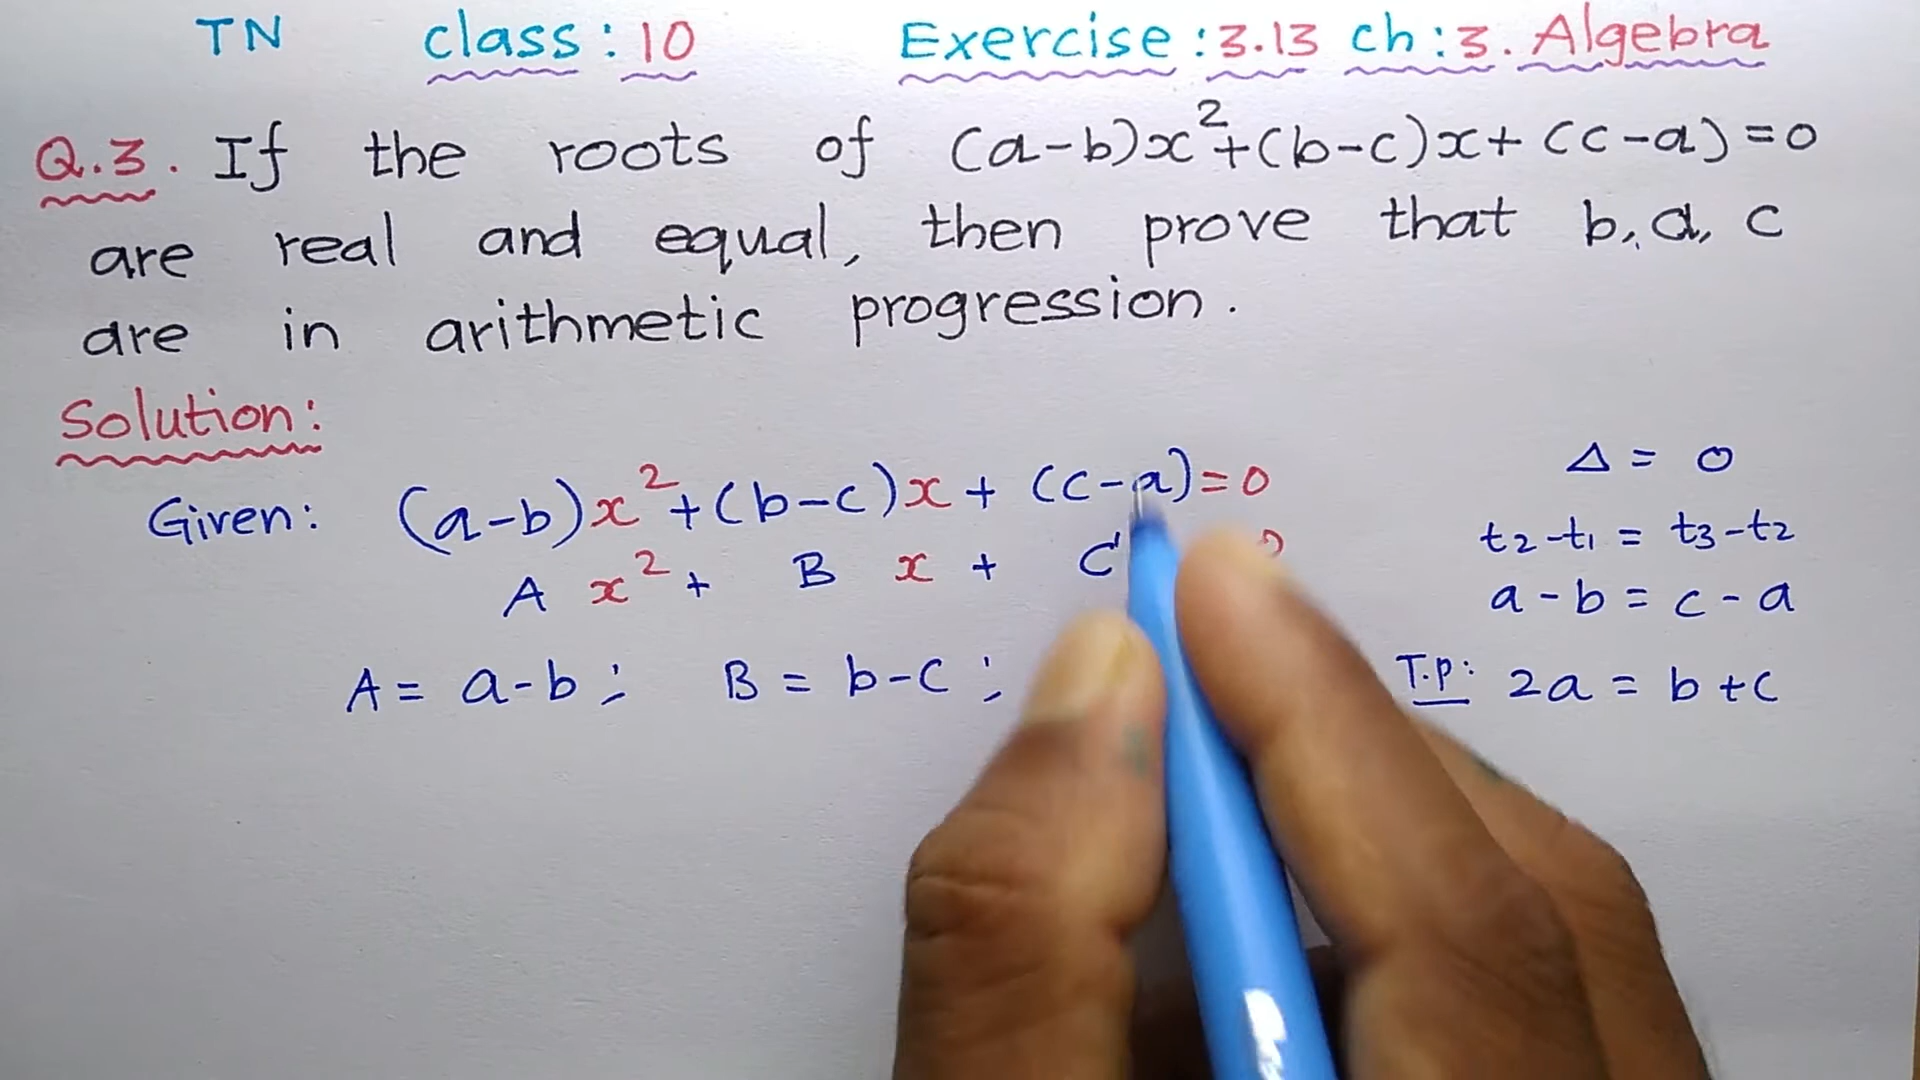 TN class: 10 Exercise: 3.13 ch: 3. Algebra
Q.3. If the roots of (a-b)x²+(b-c)x+(c-a)=0
are real and equal, then prove that b, a, c
are in arithmetic progression.
Solution:
Given: (a-b)x²+(b-c)x+(c-a)=0
A x² + B x + C
A = a-b ; B = b-c ;
Δ = 0
t₂-t₁ = t₃-t₂
a-b = c-a
T.P: 2a = b+c